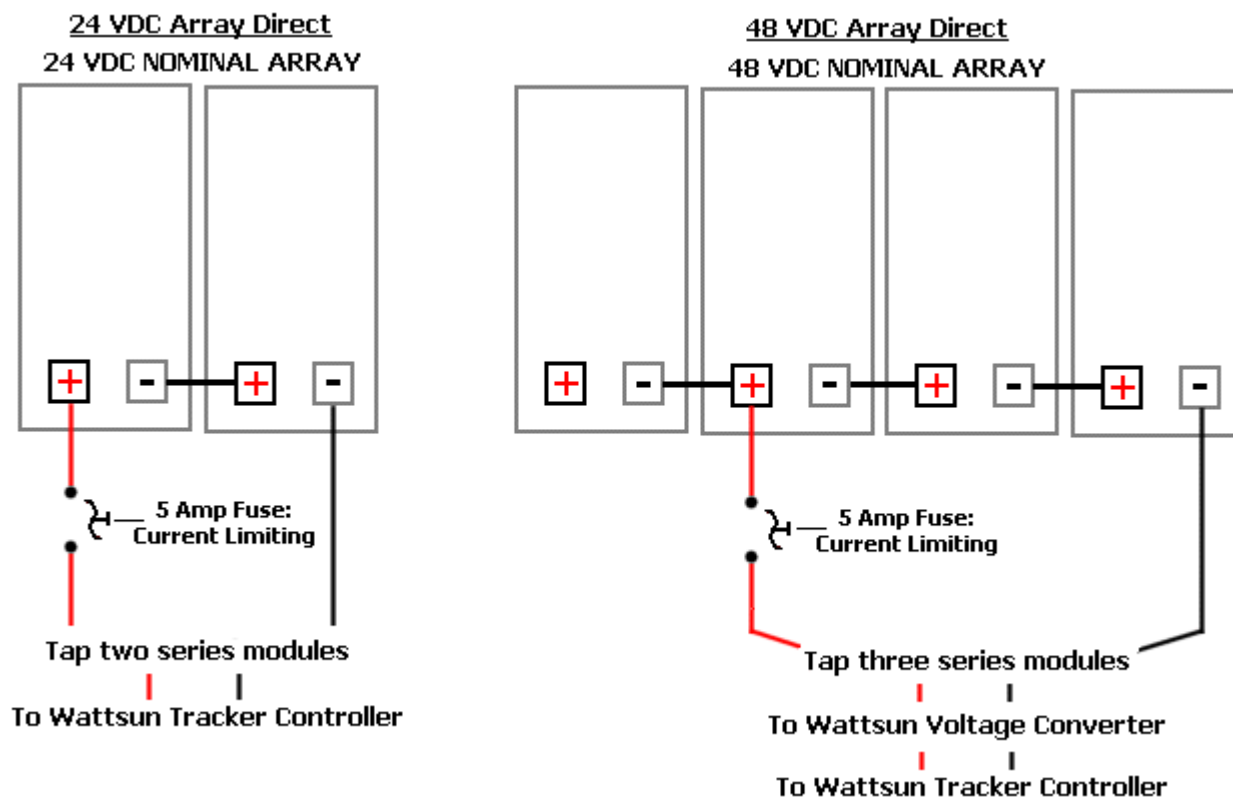 24 VDC Array Direct
24 VDC NOMINAL ARRAY
+ - + -
5 Amp Fuse:
Current Limiting
Tap two series modules
To Wattsun Tracker Controller
48 VDC Array Direct
48 VDC NOMINAL ARRAY
+ - + - + - + -
5 Amp Fuse:
Current Limiting
Tap three series modules
To Wattsun Voltage Converter
To Wattsun Tracker Controller